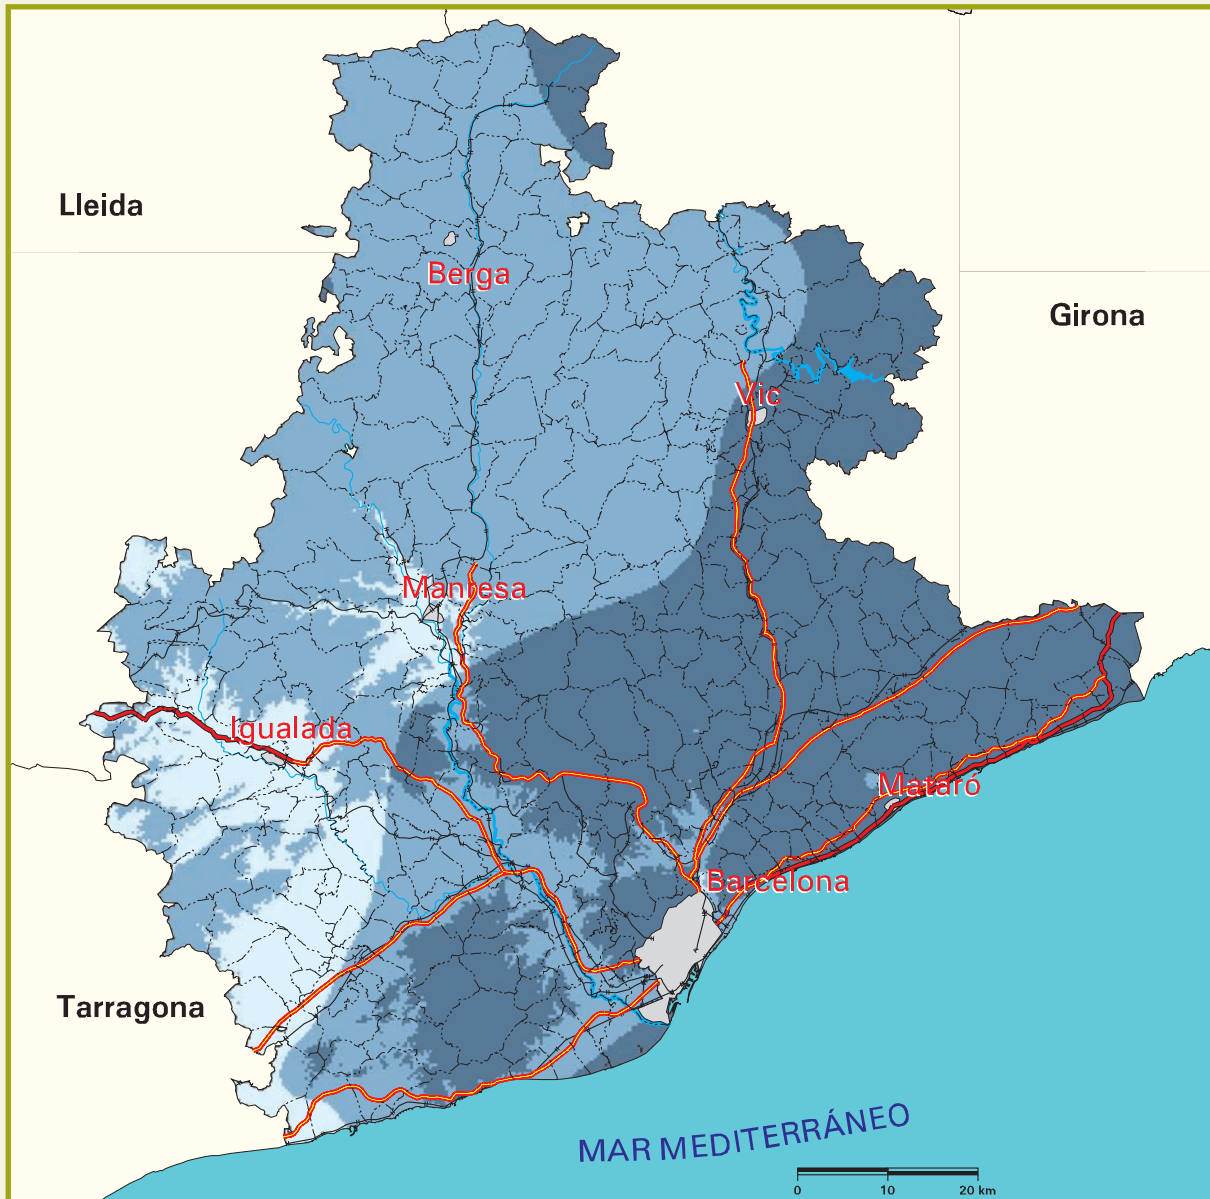 Lleida
Berga
Girona
Vic
Manresa
Igualada
Mataró
Barcelona
Tarragona
MAR MEDITERRÁNEO
0 10 20 km